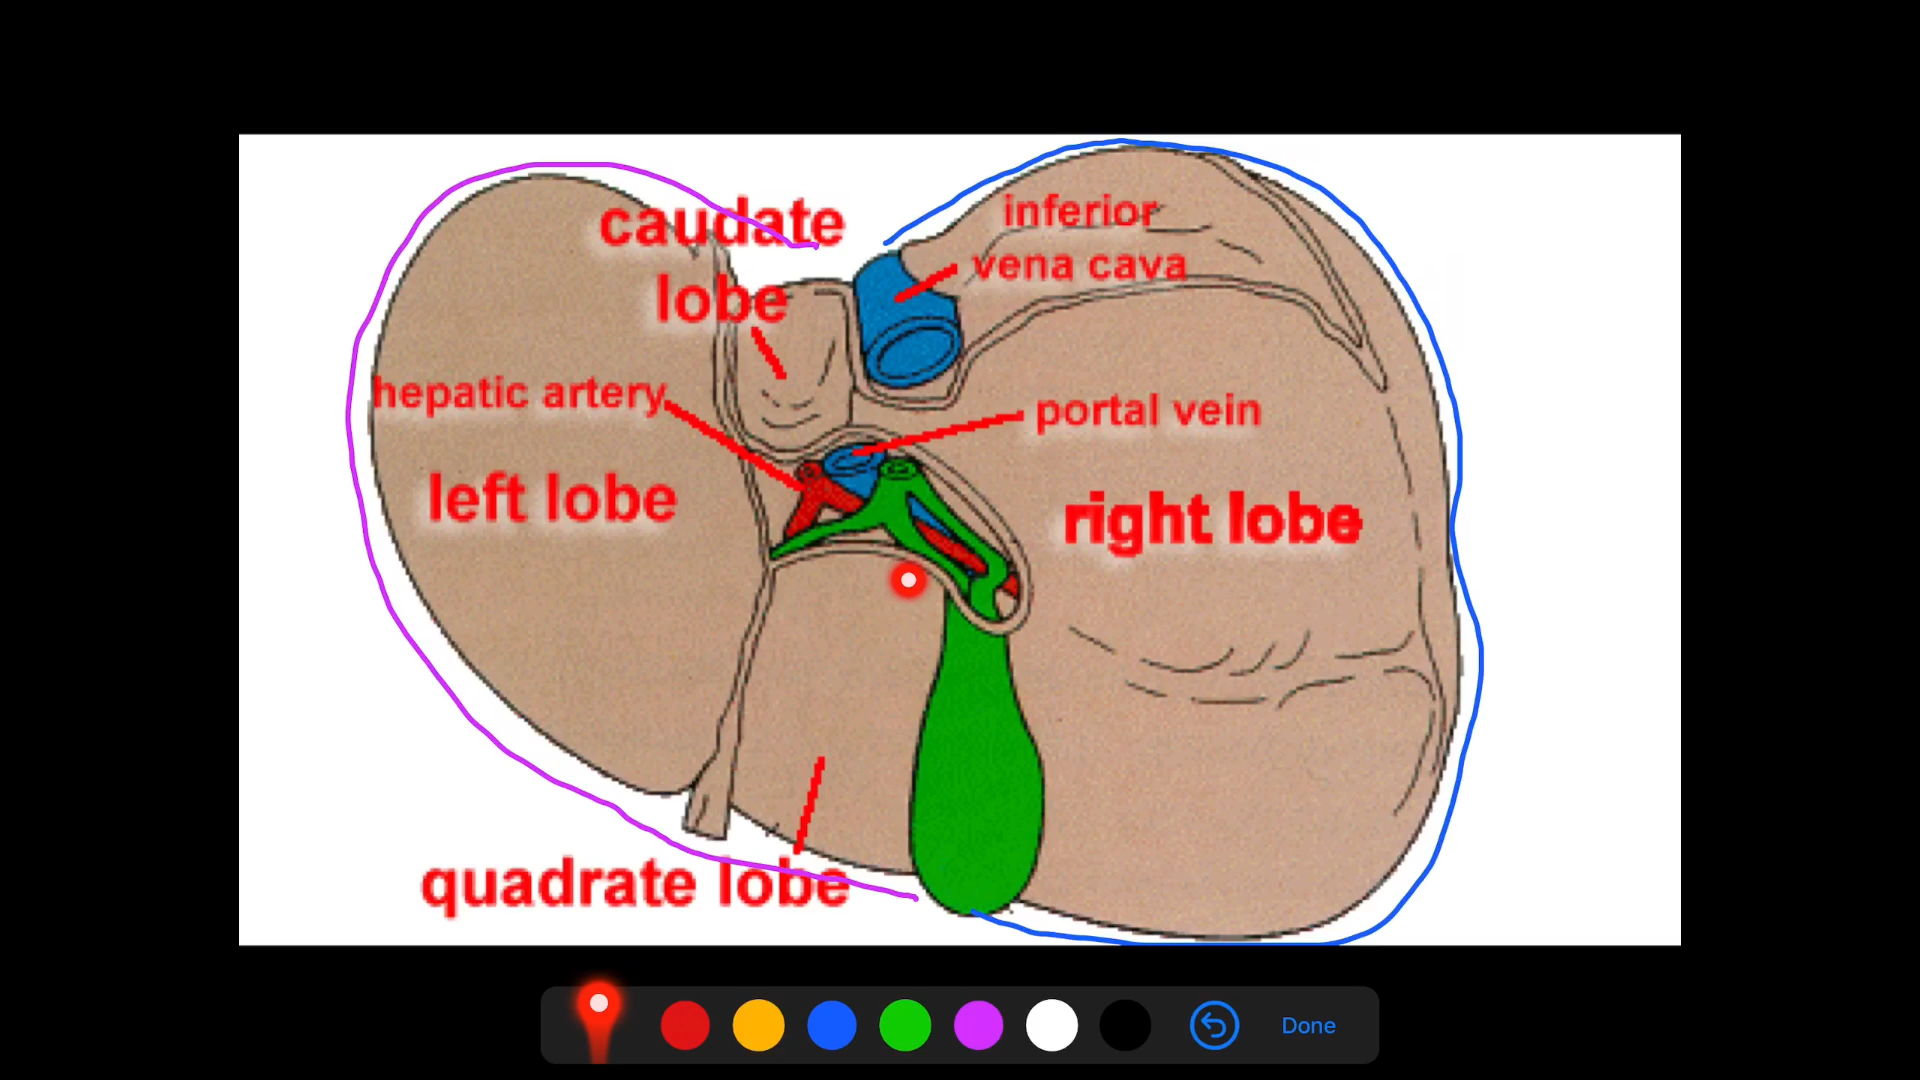 caudate
lobe
inferior
vena cava
hepatic artery
portal vein
left lobe
right lobe
quadrate lobe
Done